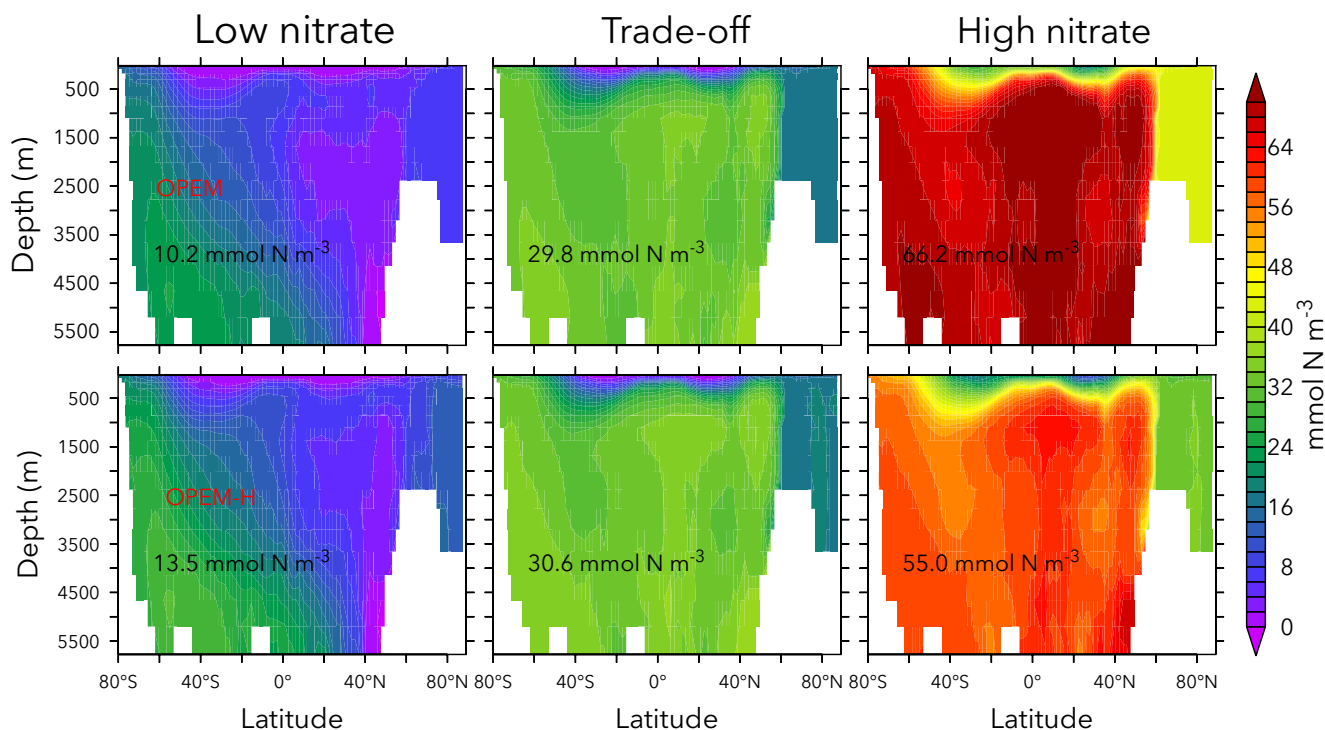 Low nitrate
Trade-off
High nitrate
Depth (m)
500
1500
2500
3500
4500
5500
OPEM
10.2 mmol N m-3
29.8 mmol N m-3
66.2 mmol N m-3
Depth (m)
500
1500
2500
3500
4500
5500
OPEM-H
13.5 mmol N m-3
30.6 mmol N m-3
55.0 mmol N m-3
80°S 40°S 0° 40°N 80°N
80°S 40°S 0° 40°N 80°N
80°S 40°S 0° 40°N 80°N
Latitude
Latitude
Latitude
64
56
48
40
32
24
16
8
0
mmol N m-3